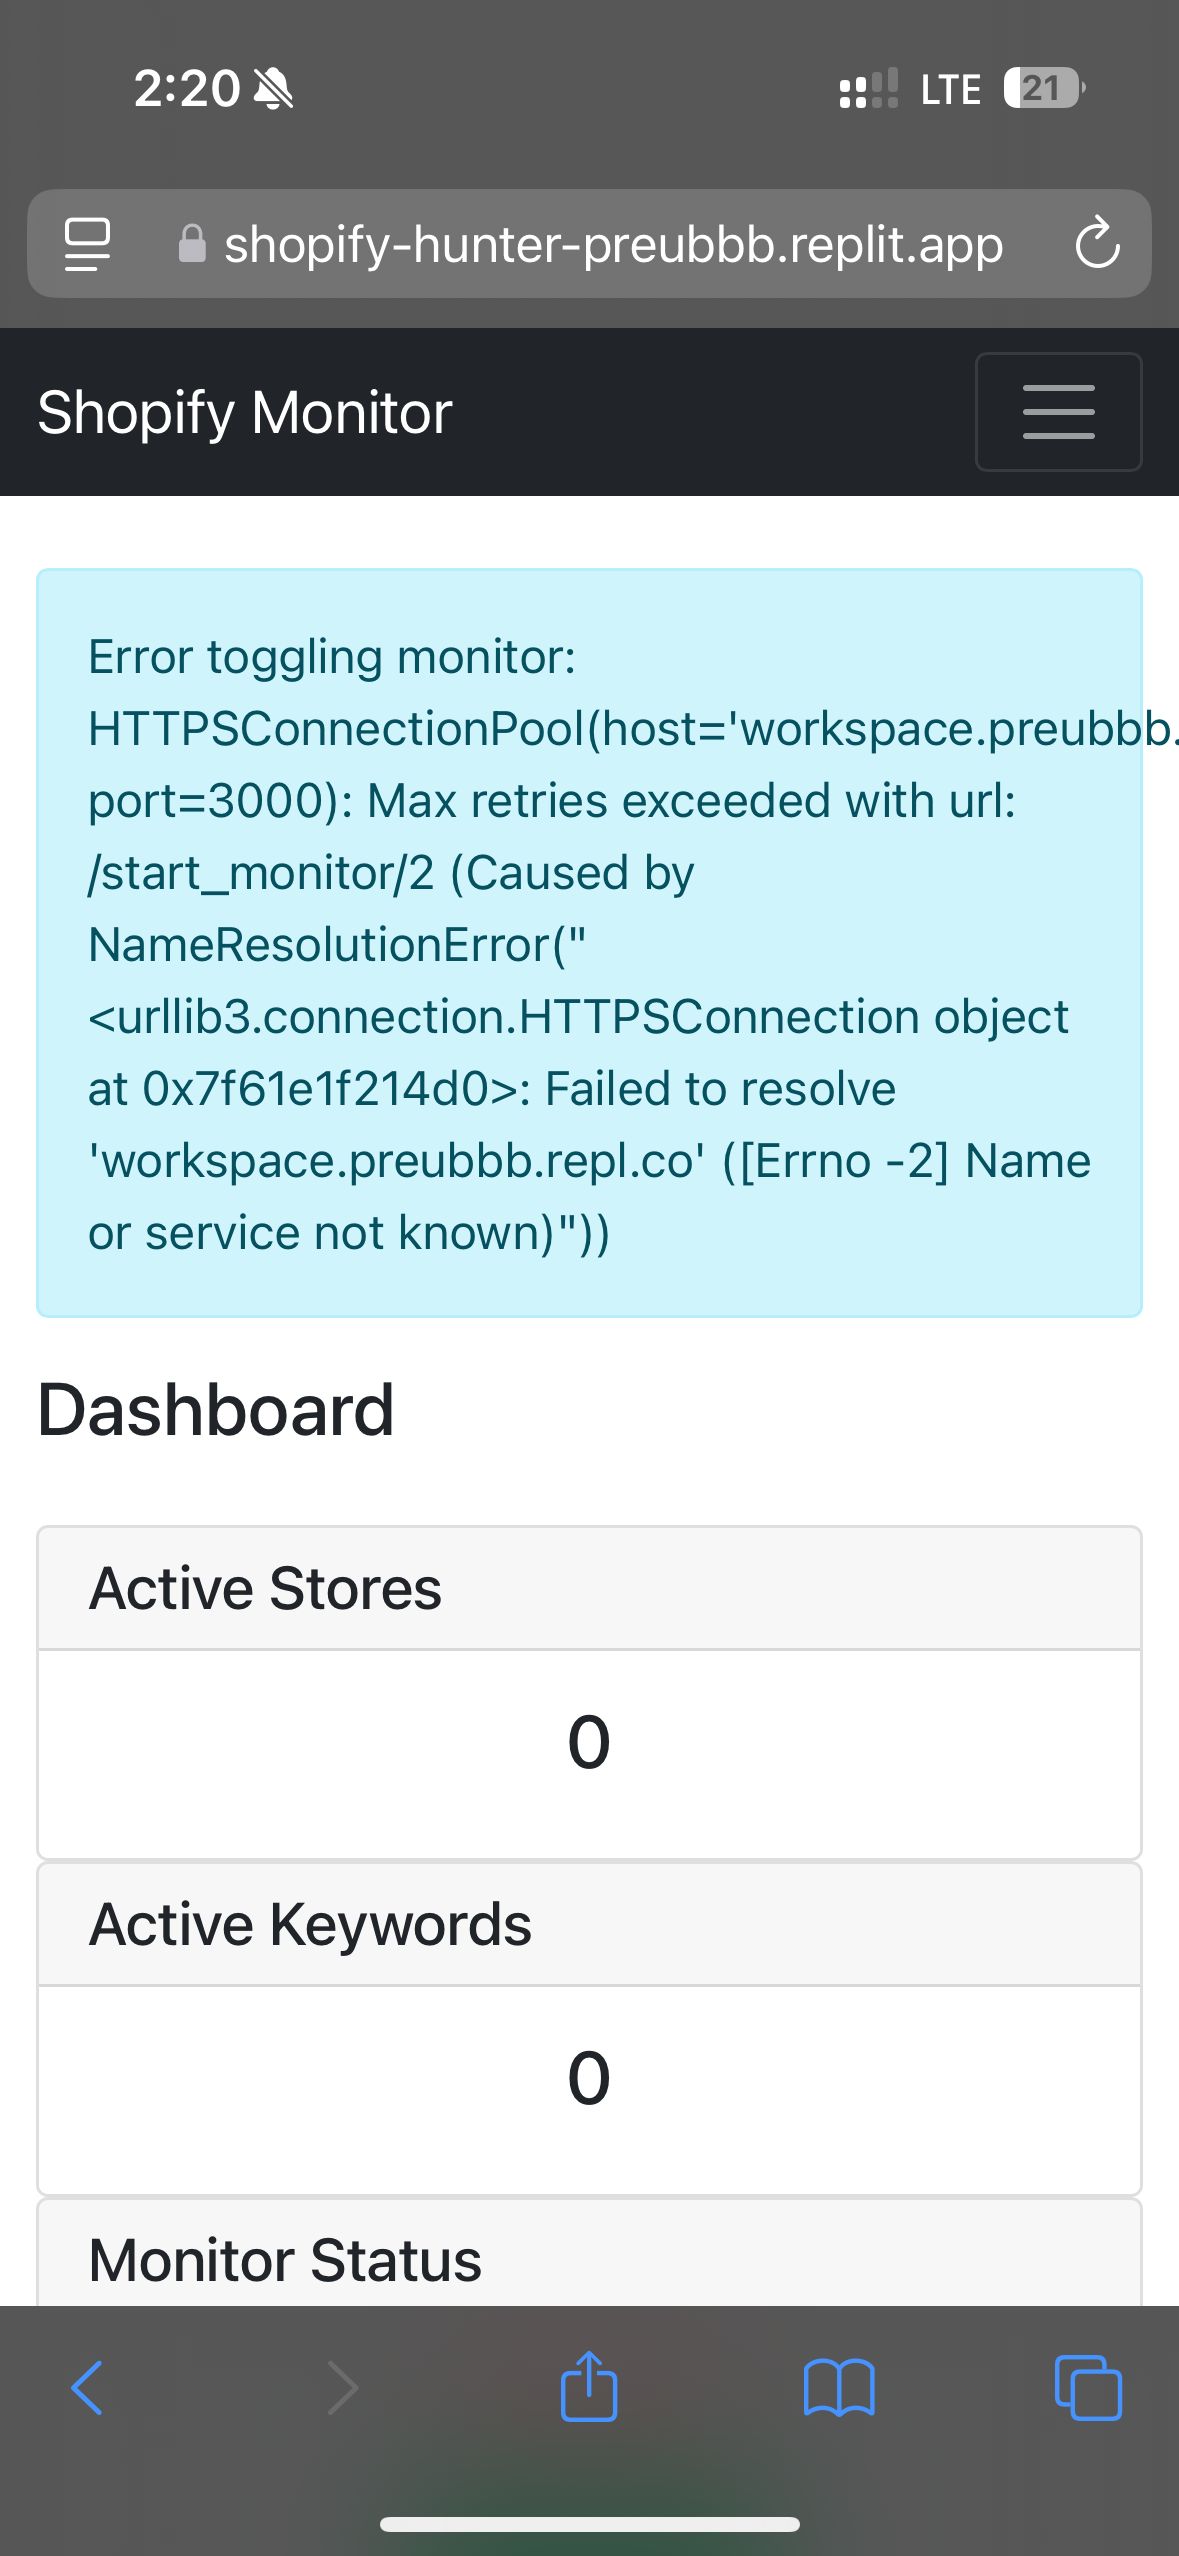 2:20
LTE
21
shopify-hunter-preubbb.replit.app
Shopify Monitor
Error toggling monitor:
HTTPSConnectionPool(host='workspace.preubbb.
port=3000): Max retries exceeded with url:
/start_monitor/2 (Caused by
NameResolutionError("
<urllib3.connection.HTTPSConnection object
at 0x7f61e1f214d0>: Failed to resolve
'workspace.preubbb.repl.co' ([Errno -2] Name
or service not known)"))
Dashboard
Active Stores
0
Active Keywords
0
Monitor Status